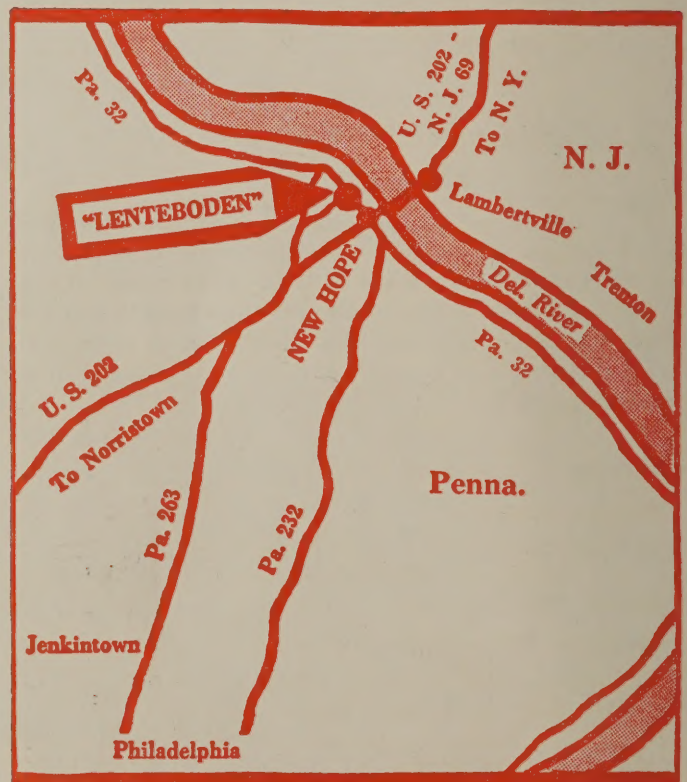 Pa. 32
U. S. 202 -
N. J. 69
To N. Y.
N. J.
"LENTEBODEN"
Lambertville
NEW HOPE
Del. River
Trenton
Pa. 32
U. S. 202
To Norristown
Pa. 263
Pa. 232
Penna.
Jenkintown
Philadelphia